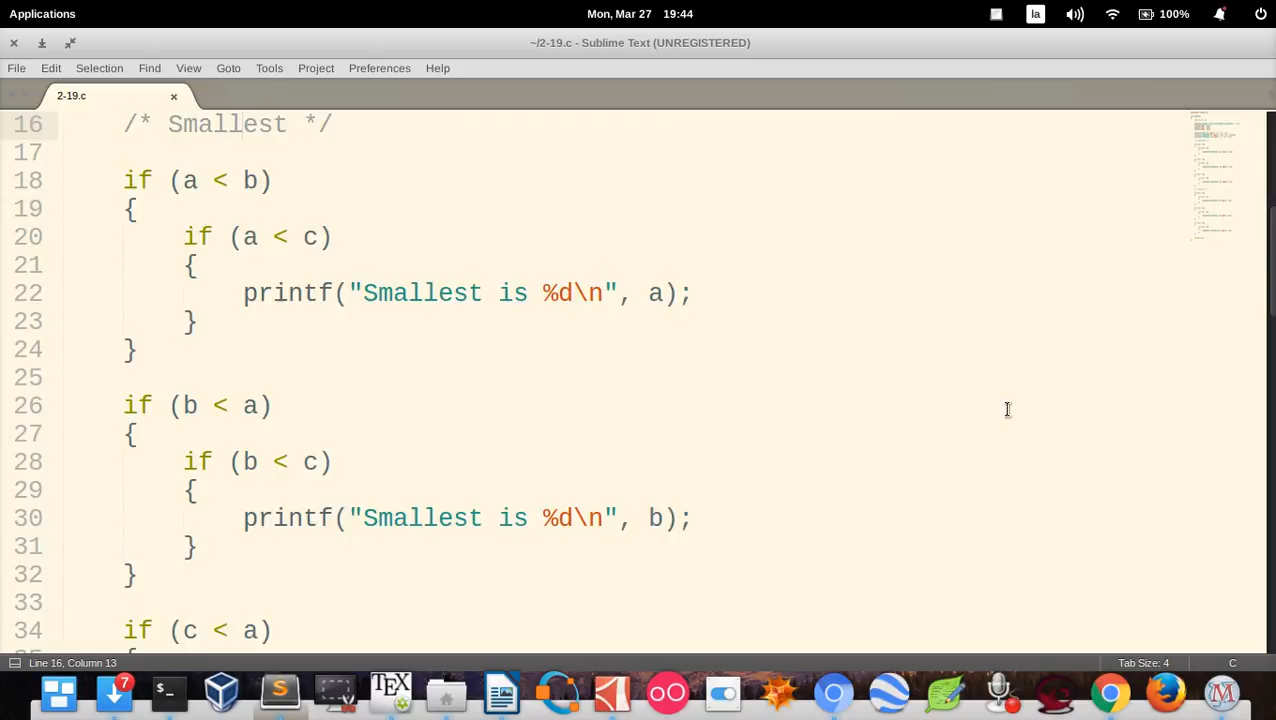 Applications
Mon, Mar 27 19:44
la
100%
~/2-19.c - Sublime Text (UNREGISTERED)
File Edit Selection Find View Goto Tools Project Preferences Help
2-19.c ×
16 /* Smallest */
17
18 if (a < b)
19 {
20 if (a < c)
21 {
22 printf("Smallest is %d\n", a);
23 }
24 }
25
26 if (b < a)
27 {
28 if (b < c)
29 {
30 printf("Smallest is %d\n", b);
31 }
32 }
33
34 if (c < a)
Line 16, Column 13
Tab Size: 4
C
7
>_
S
TEX
M